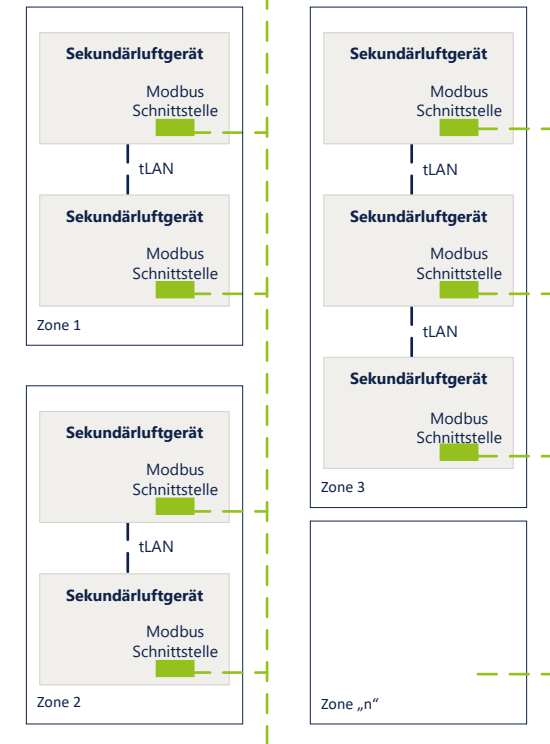 Sekundärluftgerät
Modbus
Schnittstelle
tLAN
Sekundärluftgerät
Modbus
Schnittstelle
Zone 1
Sekundärluftgerät
Modbus
Schnittstelle
tLAN
Sekundärluftgerät
Modbus
Schnittstelle
Zone 2
Sekundärluftgerät
Modbus
Schnittstelle
tLAN
Sekundärluftgerät
Modbus
Schnittstelle
tLAN
Sekundärluftgerät
Modbus
Schnittstelle
Zone 3
Zone „n“